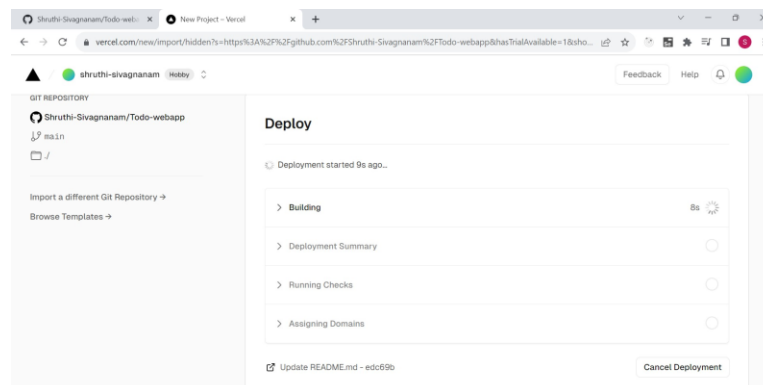 Shruthi-Sivagnanam/Todo-web
New Project – Vercel
vercel.com/new/import/hidden?s=https%3A%2F%2Fgithub.com%2FShruthi-Sivagnanam%2FTodo-webapp&hasTrialAvailable=1&sho...
S
shruthi-sivagnanam Hobby
Feedback Help
GIT REPOSITORY
Shruthi-Sivagnanam/Todo-webapp
main
./
Import a different Git Repository →
Browse Templates →
Deploy
Deployment started 9s ago...
Building 8s
Deployment Summary
Running Checks
Assigning Domains
Update README.md - edc69b
Cancel Deployment